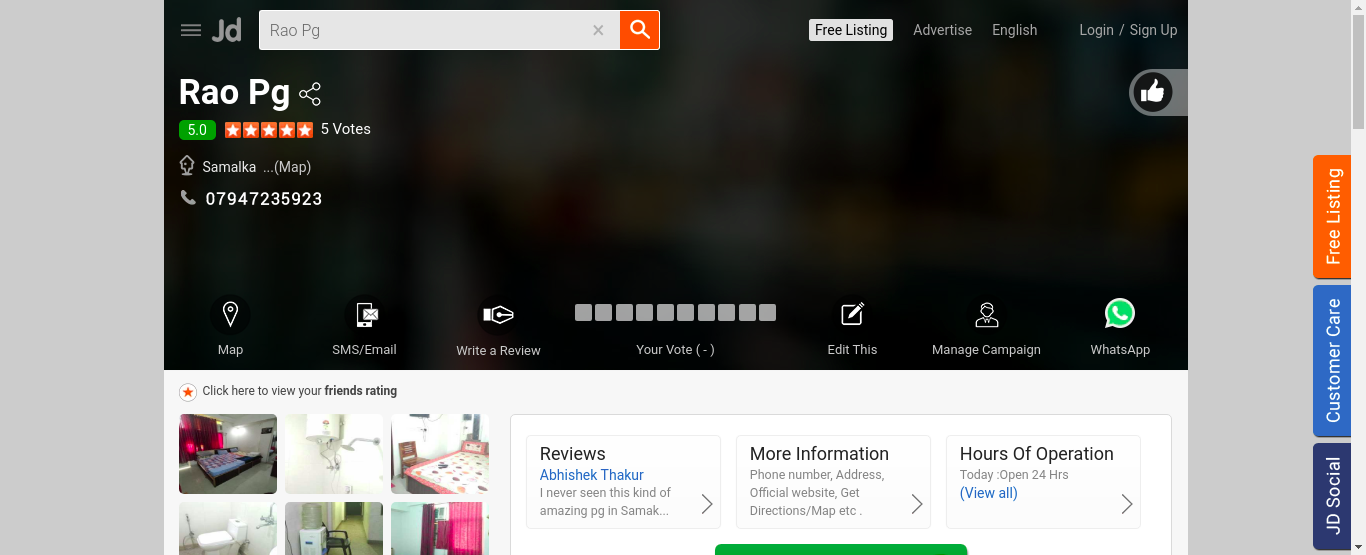 Jd
Rao Pg
Free Listing
Advertise
English
Login / Sign Up
Rao Pg
5.0 5 Votes
Samalka ...(Map)
07947235923
Map
SMS/Email
Write a Review
Your Vote ( - )
Edit This
Manage Campaign
WhatsApp
Click here to view your friends rating
Reviews
Abhishek Thakur
I never seen this kind of
amazing pg in Samak...
More Information
Phone number, Address,
Official website, Get
Directions/Map etc .
Hours Of Operation
Today :Open 24 Hrs
(View all)
Free Listing
Customer Care
JD Social